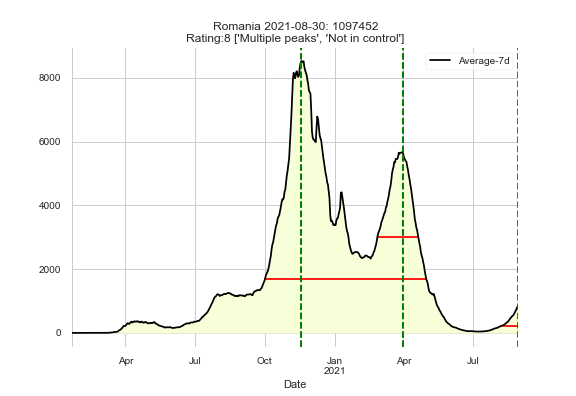 Romania 2021-08-30: 1097452
Rating:8 ['Multiple peaks', 'Not in control']
Average-7d
8000
6000
4000
2000
0
Apr
Jul
Oct
Jan
2021
Apr
Jul
Date